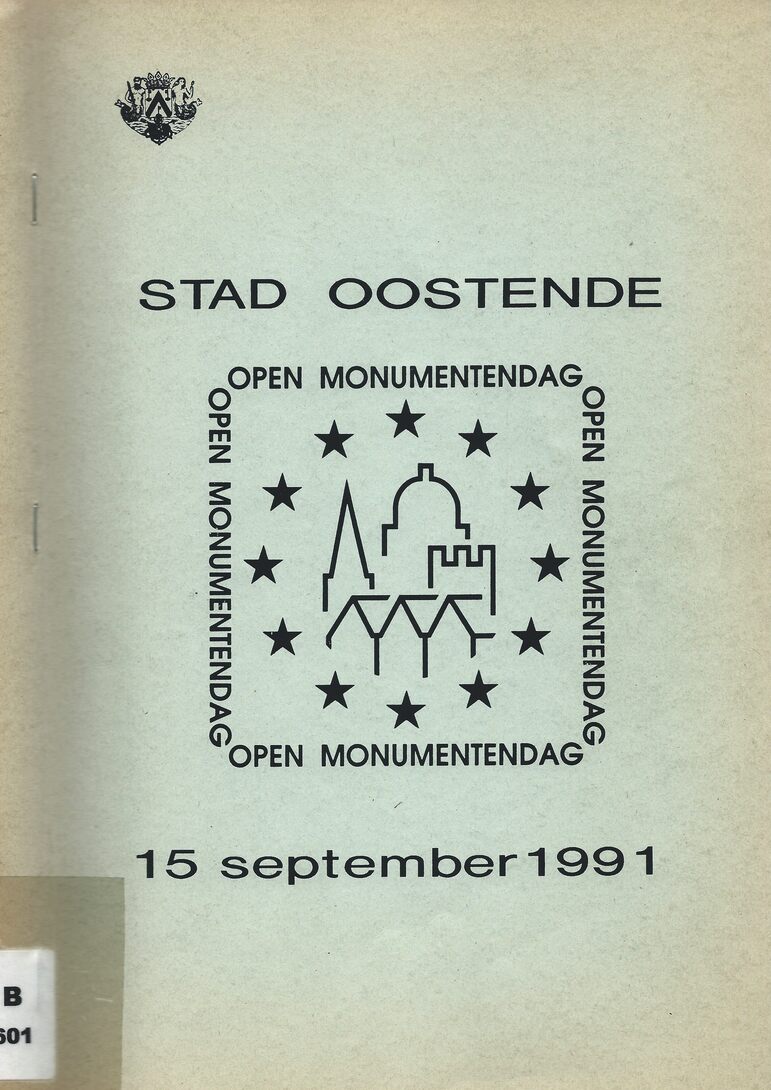 STAD OOSTENDE
OPEN MONUMENTENDAG
OPEN MONUMENTENDAG
OPEN MONUMENTENDAG
OPEN MONUMENTENDAG
15 september 1991
B
601